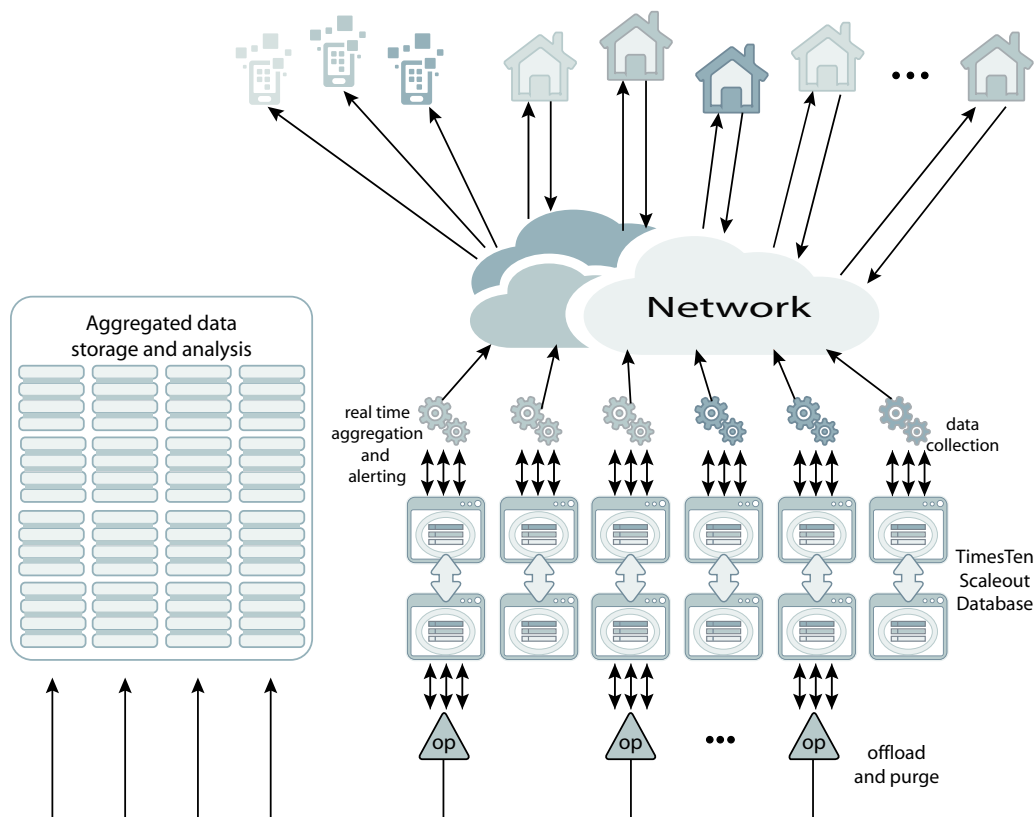 Network
Aggregated data
storage and analysis
real time
aggregation
and
alerting
data
collection
TimesTen
Scaleout
Database
op
op
op
offload
and purge